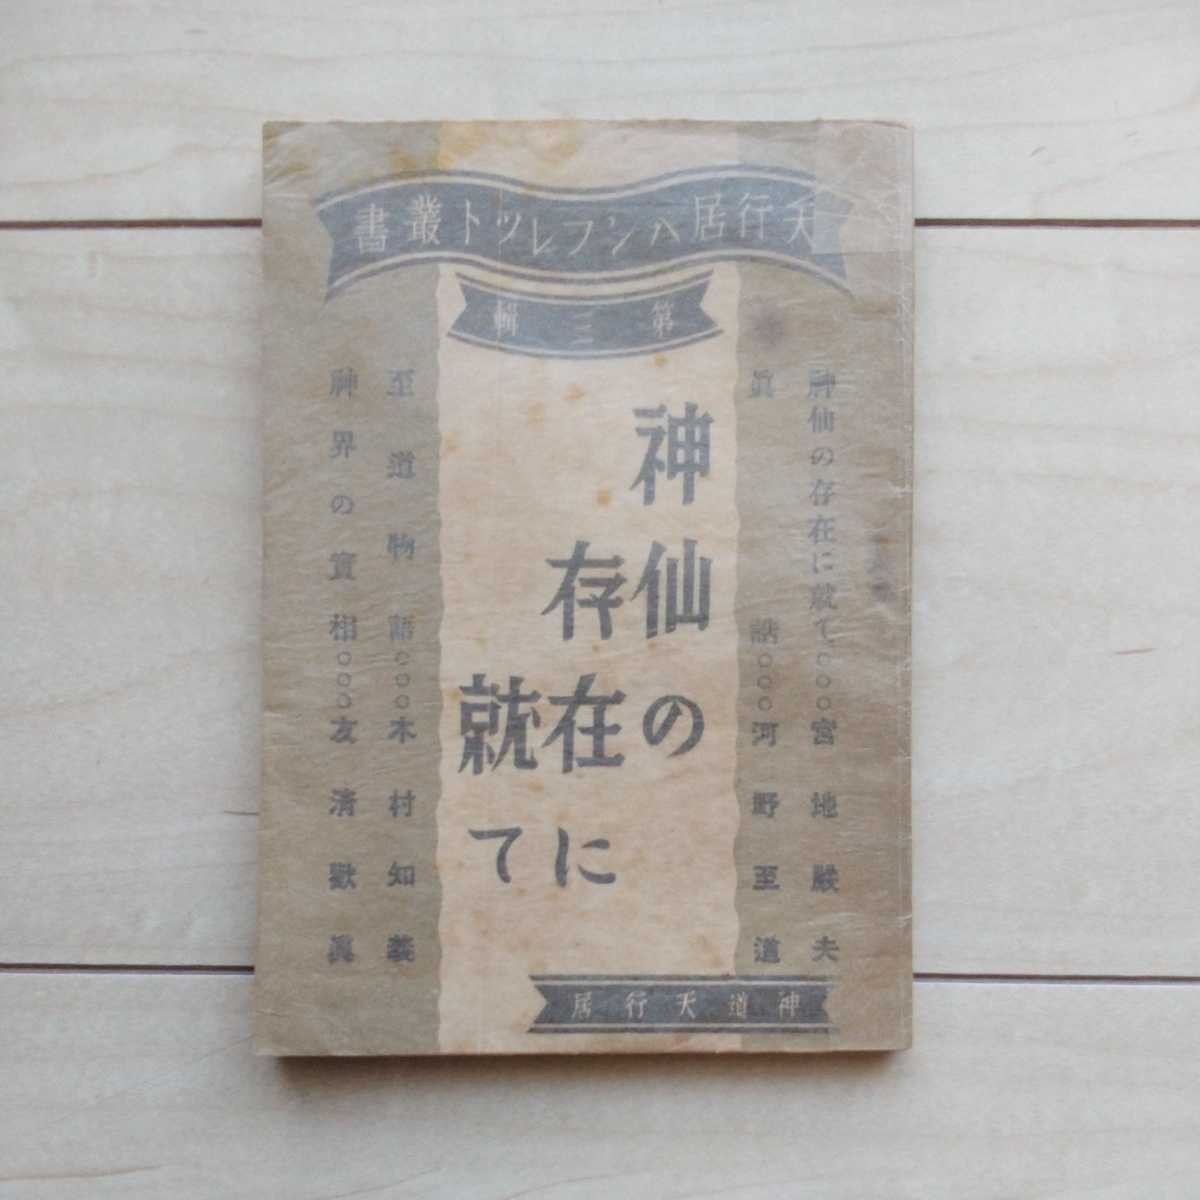 天行居パンフレツト叢書
第三輯
神仙の存在に就て○○○宮地厳夫
眞誥○○○河野至道
神仙の
存在に
就て
至道物語○○○木村知義
神界の實相○○○友清歡眞
神道天行居